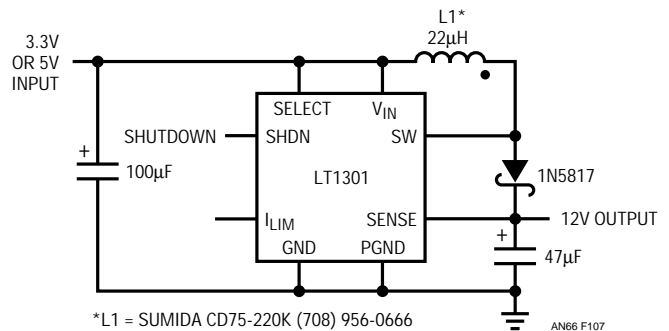 L1*
22µH
3.3V
OR 5V
INPUT
SELECT
VIN
SHUTDOWN
SHDN
SW
+
100µF
LT1301
1N5817
ILIM
SENSE
12V OUTPUT
GND
PGND
+
47µF
*L1 = SUMIDA CD75-220K (708) 956-0666
AN66 F107